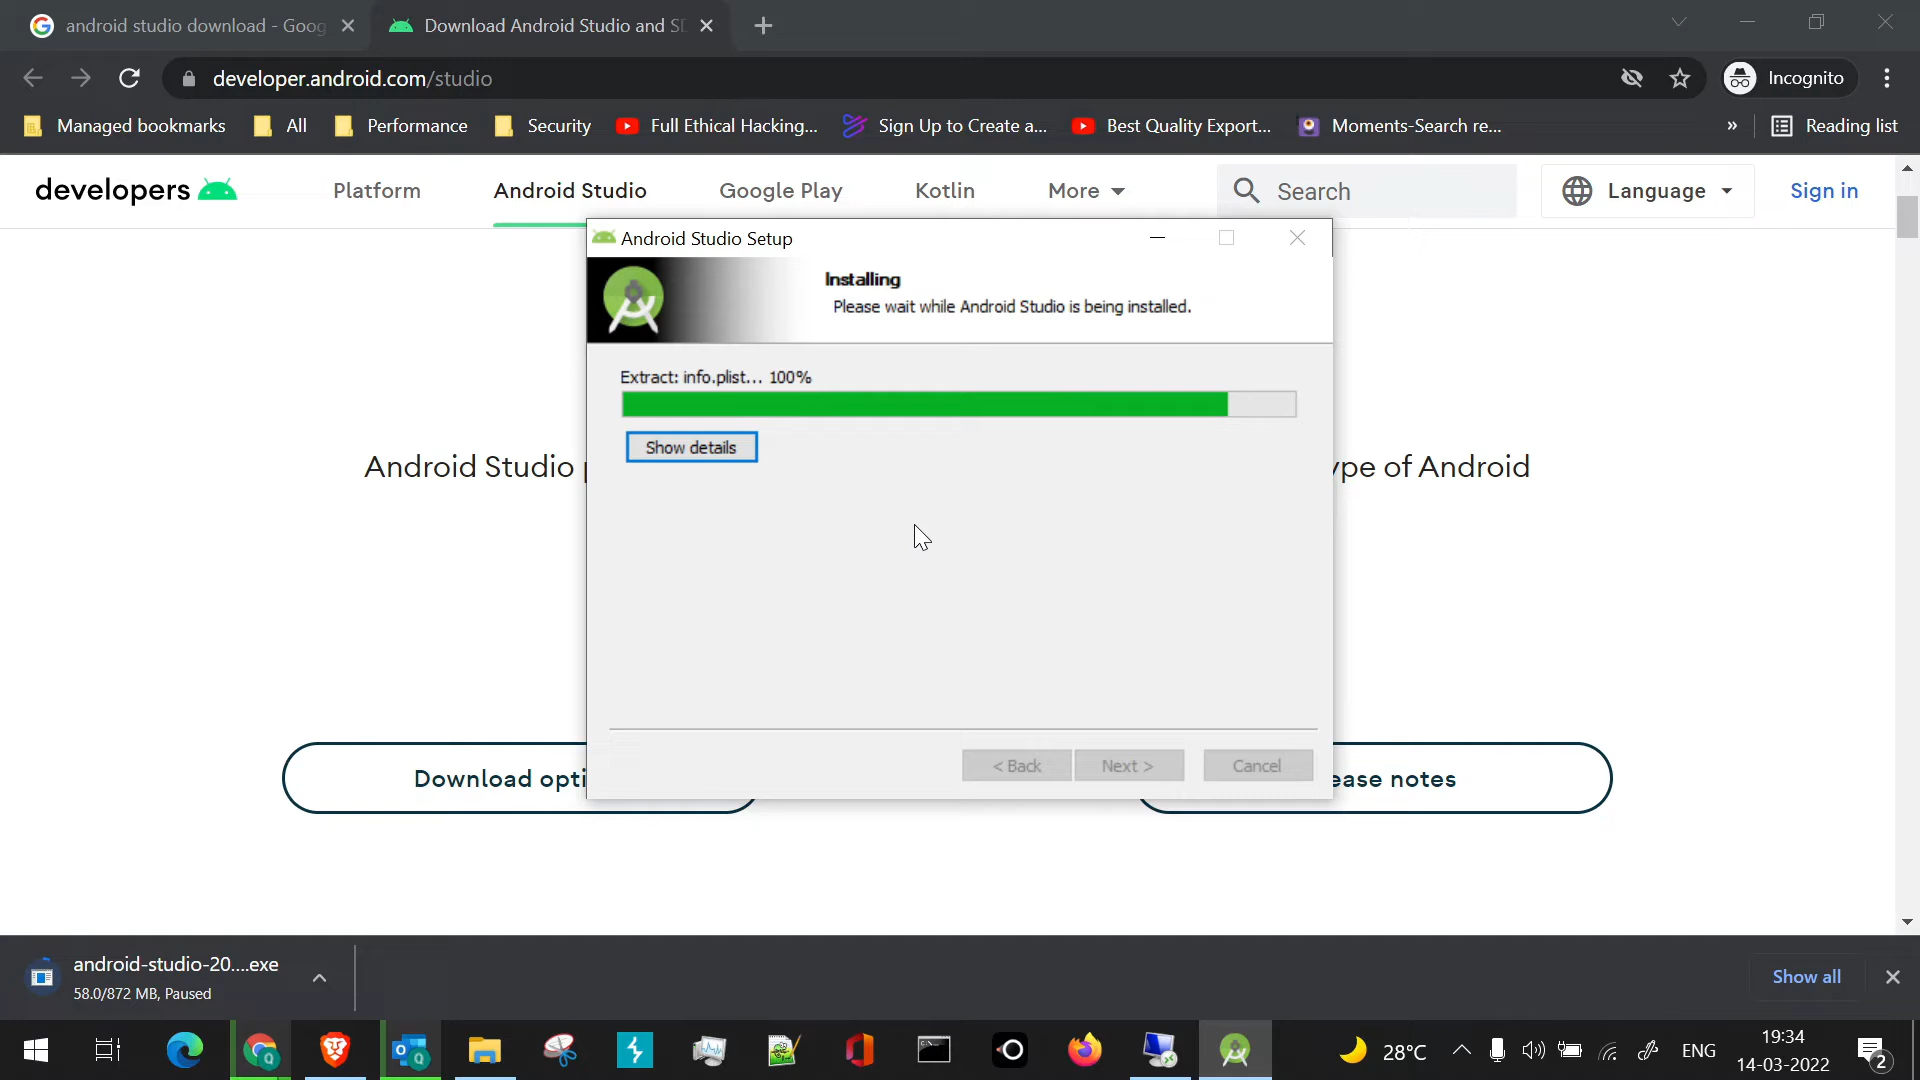 android studio download - Goog
Download Android Studio and S
developer.android.com/studio
Incognito
Managed bookmarks
All
Performance
Security
Full Ethical Hacking...
Sign Up to Create a...
Best Quality Export...
Moments-Search re...
»
Reading list
developers
Platform
Android Studio
Google Play
Kotlin
More
Search
Language
Sign in
Android Studio Setup
Installing
Please wait while Android Studio is being installed.
Extract: info.plist... 100%
Show details
Android Studio
ype of Android
< Back
Next >
Cancel
Download opti
ease notes
android-studio-20....exe
58.0/872 MB, Paused
Show all
28°C
ENG
19:34
14-03-2022
2